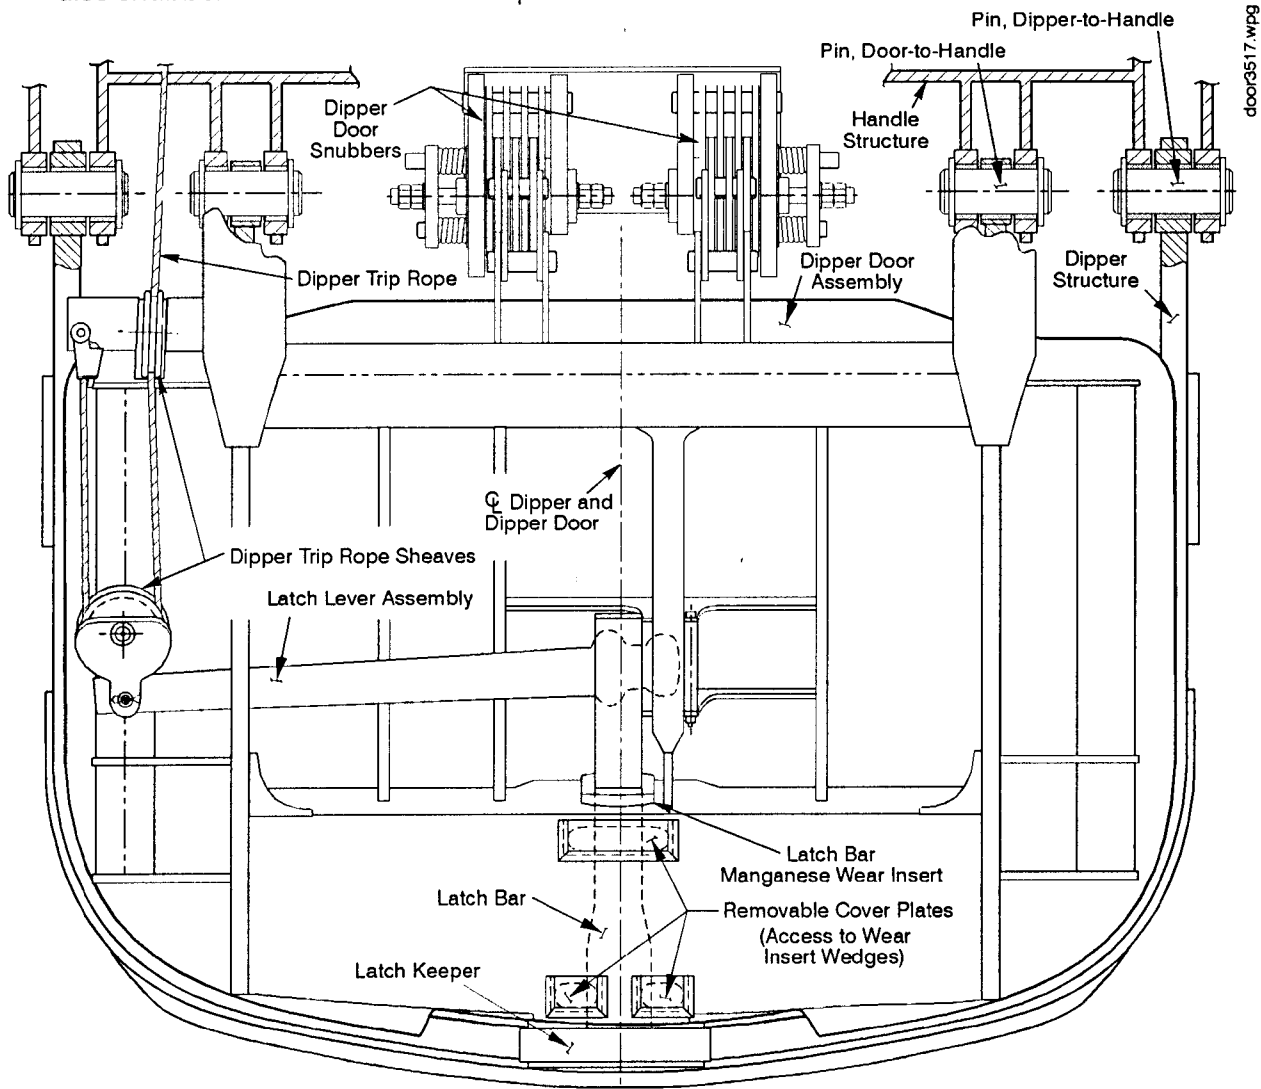 Pin, Dipper-to-Handle
Pin, Door-to-Handle
door3517.wpg
Dipper
Door
Snubbers
Handle
Structure
Dipper Trip Rope
Dipper Door
Assembly
Dipper
Structure
℄ Dipper and
Dipper Door
Dipper Trip Rope Sheaves
Latch Lever Assembly
Latch Bar
Manganese Wear Insert
Latch Bar
Removable Cover Plates
(Access to Wear
Insert Wedges)
Latch Keeper